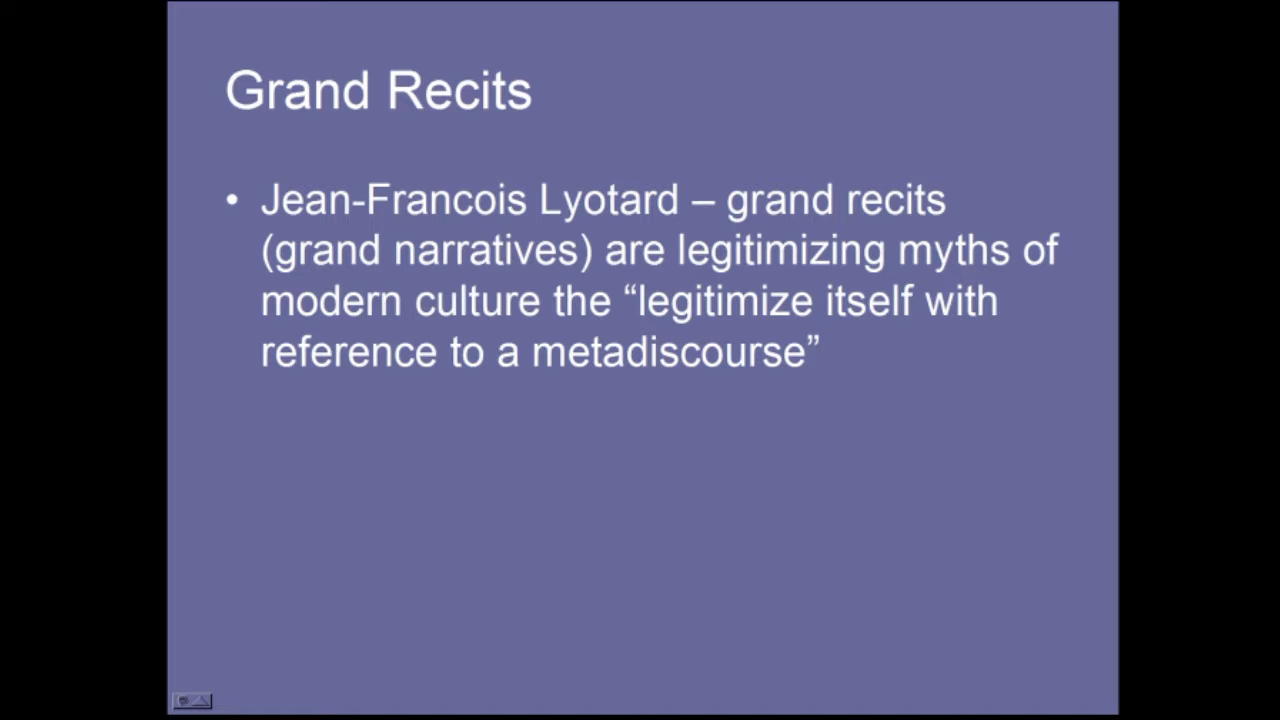 Grand Recits
• Jean-Francois Lyotard – grand recits
(grand narratives) are legitimizing myths of
modern culture the “legitimize itself with
reference to a metadiscourse”